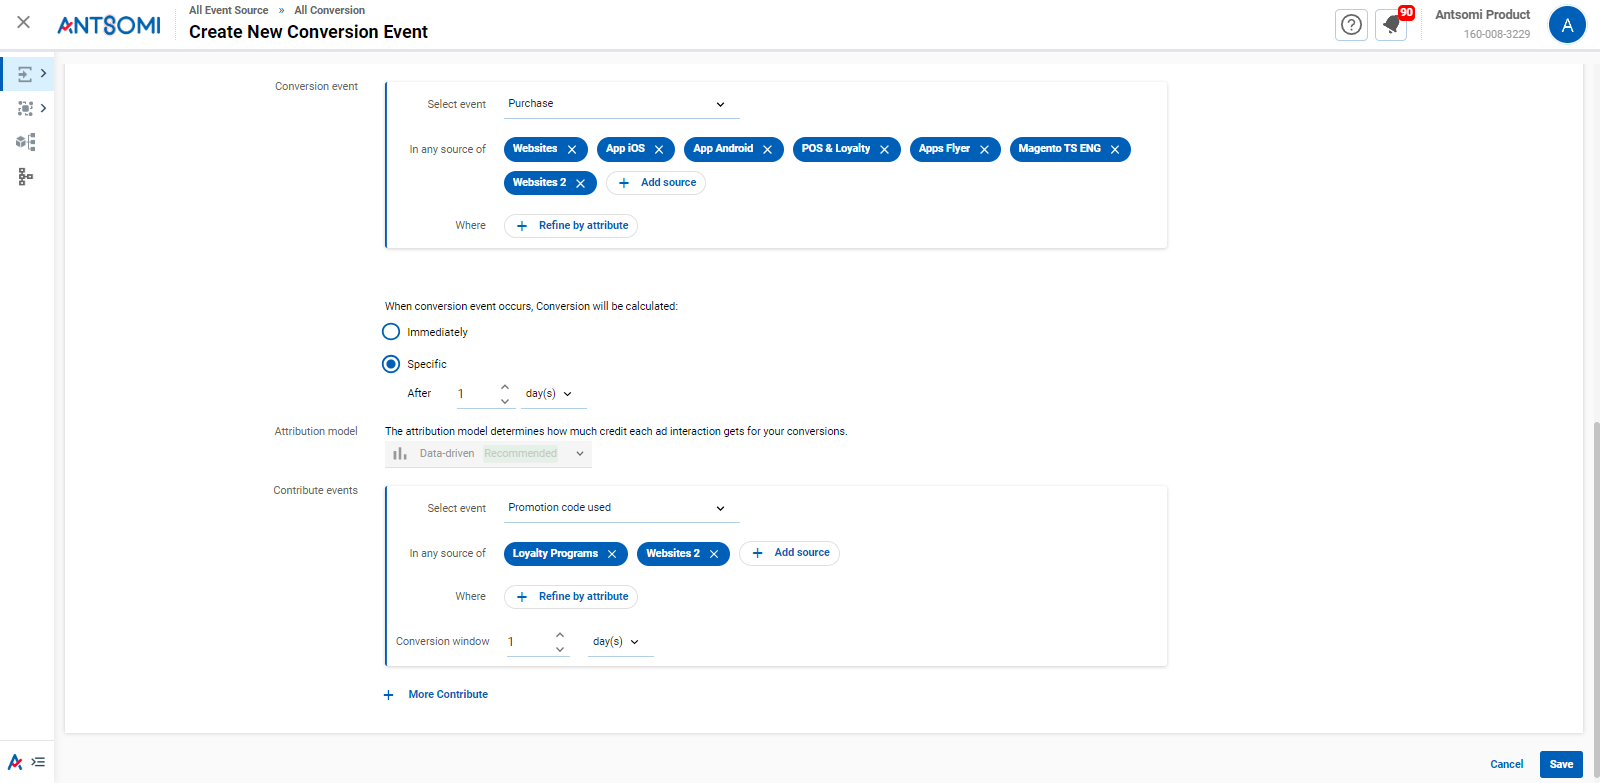 ANTSOMI
All Event Source » All Conversion
Create New Conversion Event
90
Antsomi Product
160-008-3229
A
Conversion event
Select event Purchase
In any source of Websites App iOS App Android POS & Loyalty Apps Flyer Magento TS ENG
Websites 2 + Add source
Where + Refine by attribute
When conversion event occurs, Conversion will be calculated:
Immediately
Specific
After 1 day(s)
Attribution model The attribution model determines how much credit each ad interaction gets for your conversions.
Data-driven Recommended
Contribute events
Select event Promotion code used
In any source of Loyalty Programs Websites 2 + Add source
Where + Refine by attribute
Conversion window 1 day(s)
+ More Contribute
Cancel Save